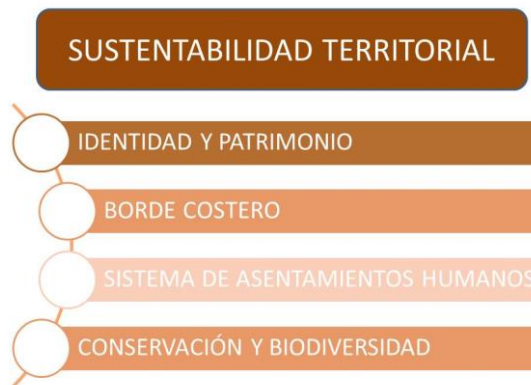 SUSTENTABILIDAD TERRITORIAL
IDENTIDAD Y PATRIMONIO
BORDE COSTERO
SISTEMA DE ASENTAMIENTOS HUMANOS
CONSERVACIÓN Y BIODIVERSIDAD